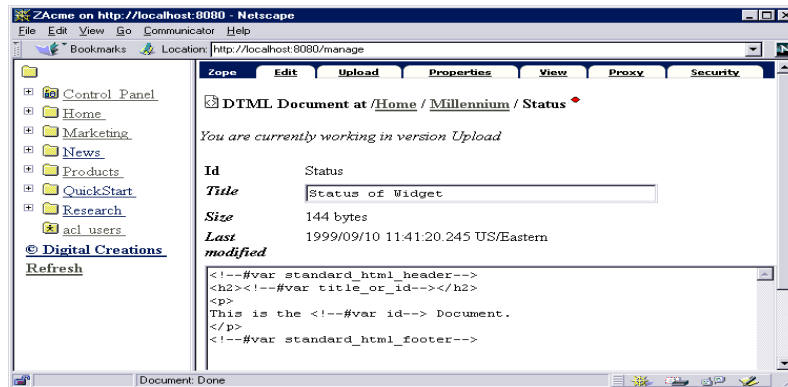 ZAcme on http://localhost:8080 - Netscape
File Edit View Go Communicator Help
Bookmarks Location: http://localhost:8080/manage
Zope Edit Upload Properties View Proxy Security
Control Panel
Home
Marketing
News
Products
QuickStart
Research
acl_users
© Digital Creations
Refresh
DTML Document at /Home / Millennium / Status
You are currently working in version Upload
Id Status
Title Status of Widget
Size 144 bytes
Last modified 1999/09/10 11:41:20.245 US/Eastern
<!--#var standard_html_header-->
<h2><!--#var title_or_id--></h2>
<p>
This is the <!--#var id--> Document.
</p>
<!--#var standard_html_footer-->
Document: Done